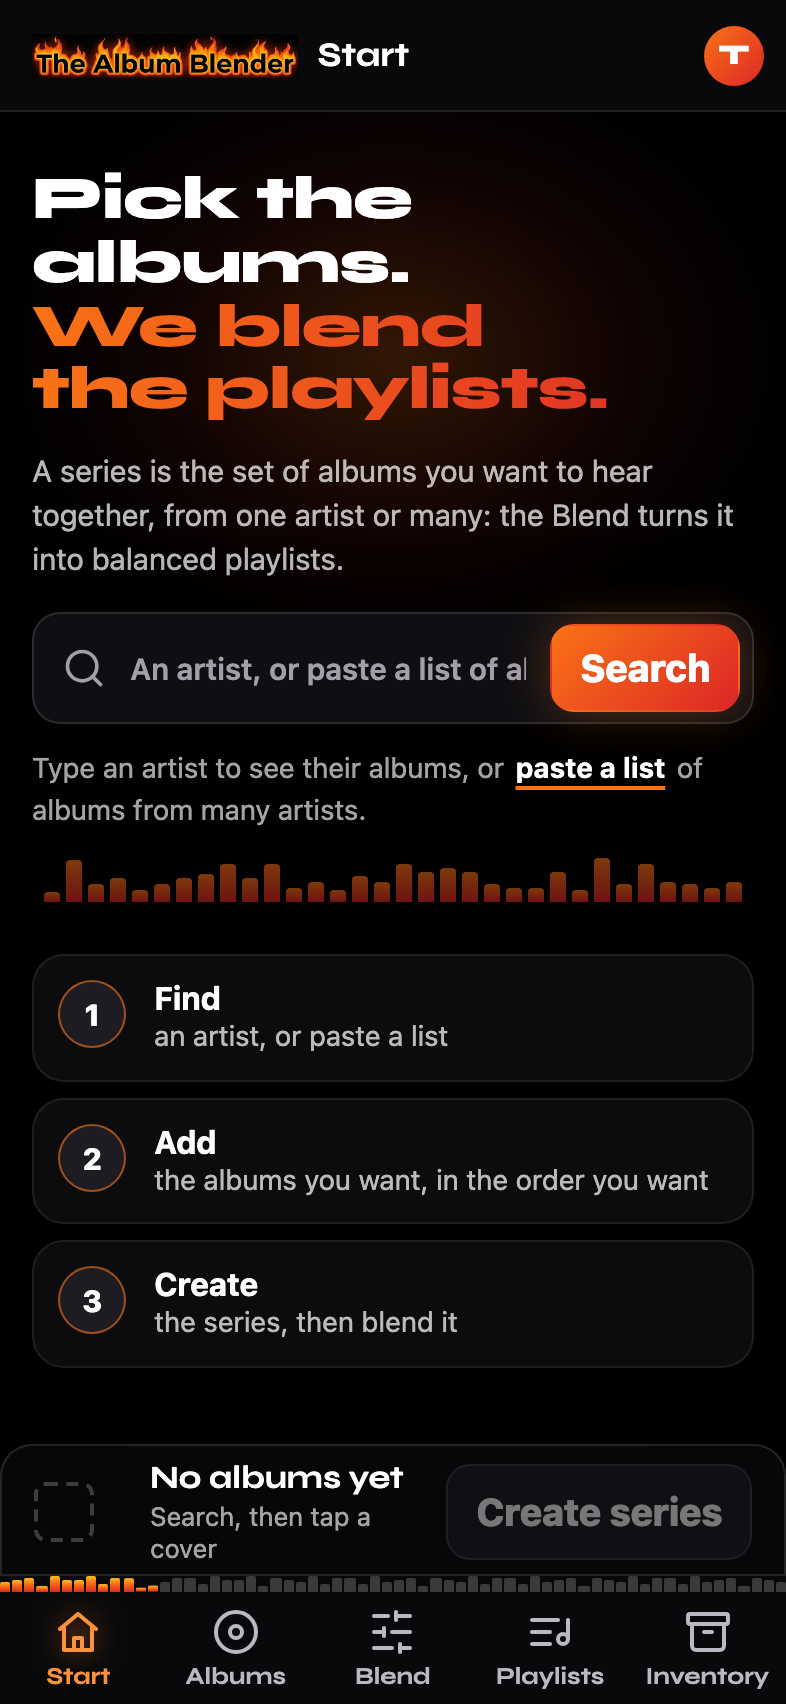 The Album Blender
Start
T
Pick the
albums.
We blend
the playlists.
A series is the set of albums you want to hear
together, from one artist or many: the Blend turns it
into balanced playlists.
An artist, or paste a list of al
Search
Type an artist to see their albums, or paste a list of
albums from many artists.
1
Find
an artist, or paste a list
2
Add
the albums you want, in the order you want
3
Create
the series, then blend it
No albums yet
Search, then tap a
cover
Create series
Start
Albums
Blend
Playlists
Inventory